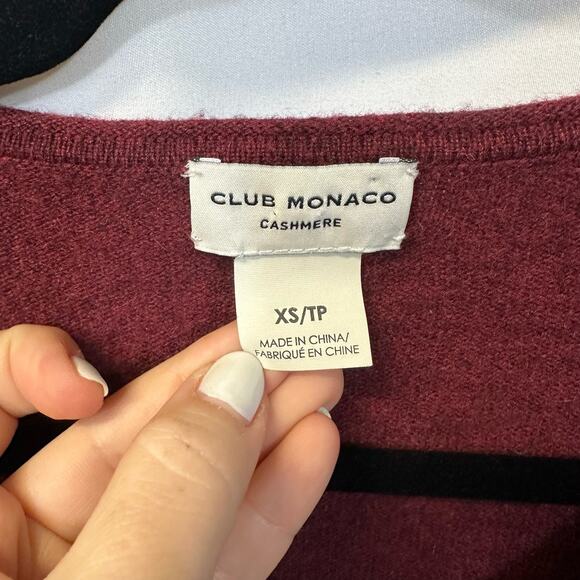 CLUB MONACO
CASHMERE
XS/TP
MADE IN CHINA/
FABRIQUÉ EN CHINE